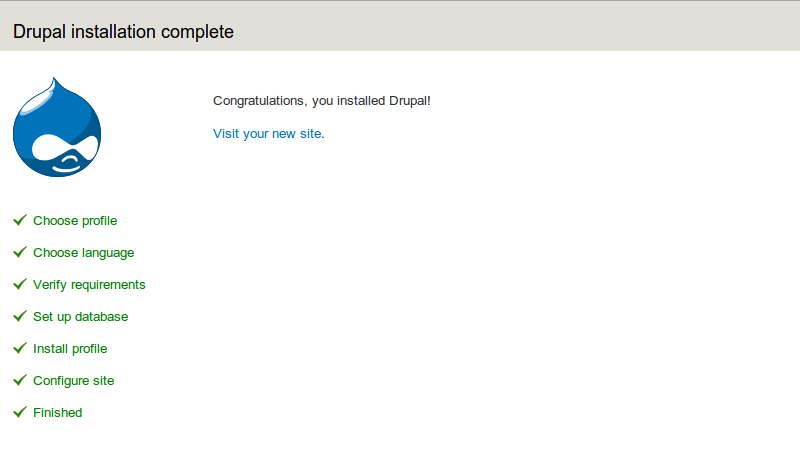 Drupal installation complete
Congratulations, you installed Drupal!
Visit your new site.
Choose profile
Choose language
Verify requirements
Set up database
Install profile
Configure site
Finished